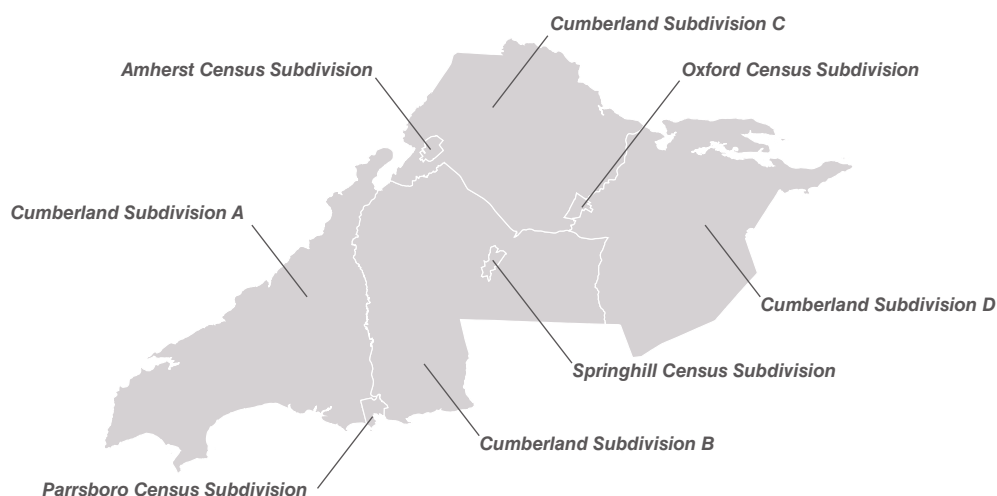 Cumberland Subdivision C
Amherst Census Subdivision
Oxford Census Subdivision
Cumberland Subdivision A
Cumberland Subdivision D
Springhill Census Subdivision
Cumberland Subdivision B
Parrsboro Census Subdivision